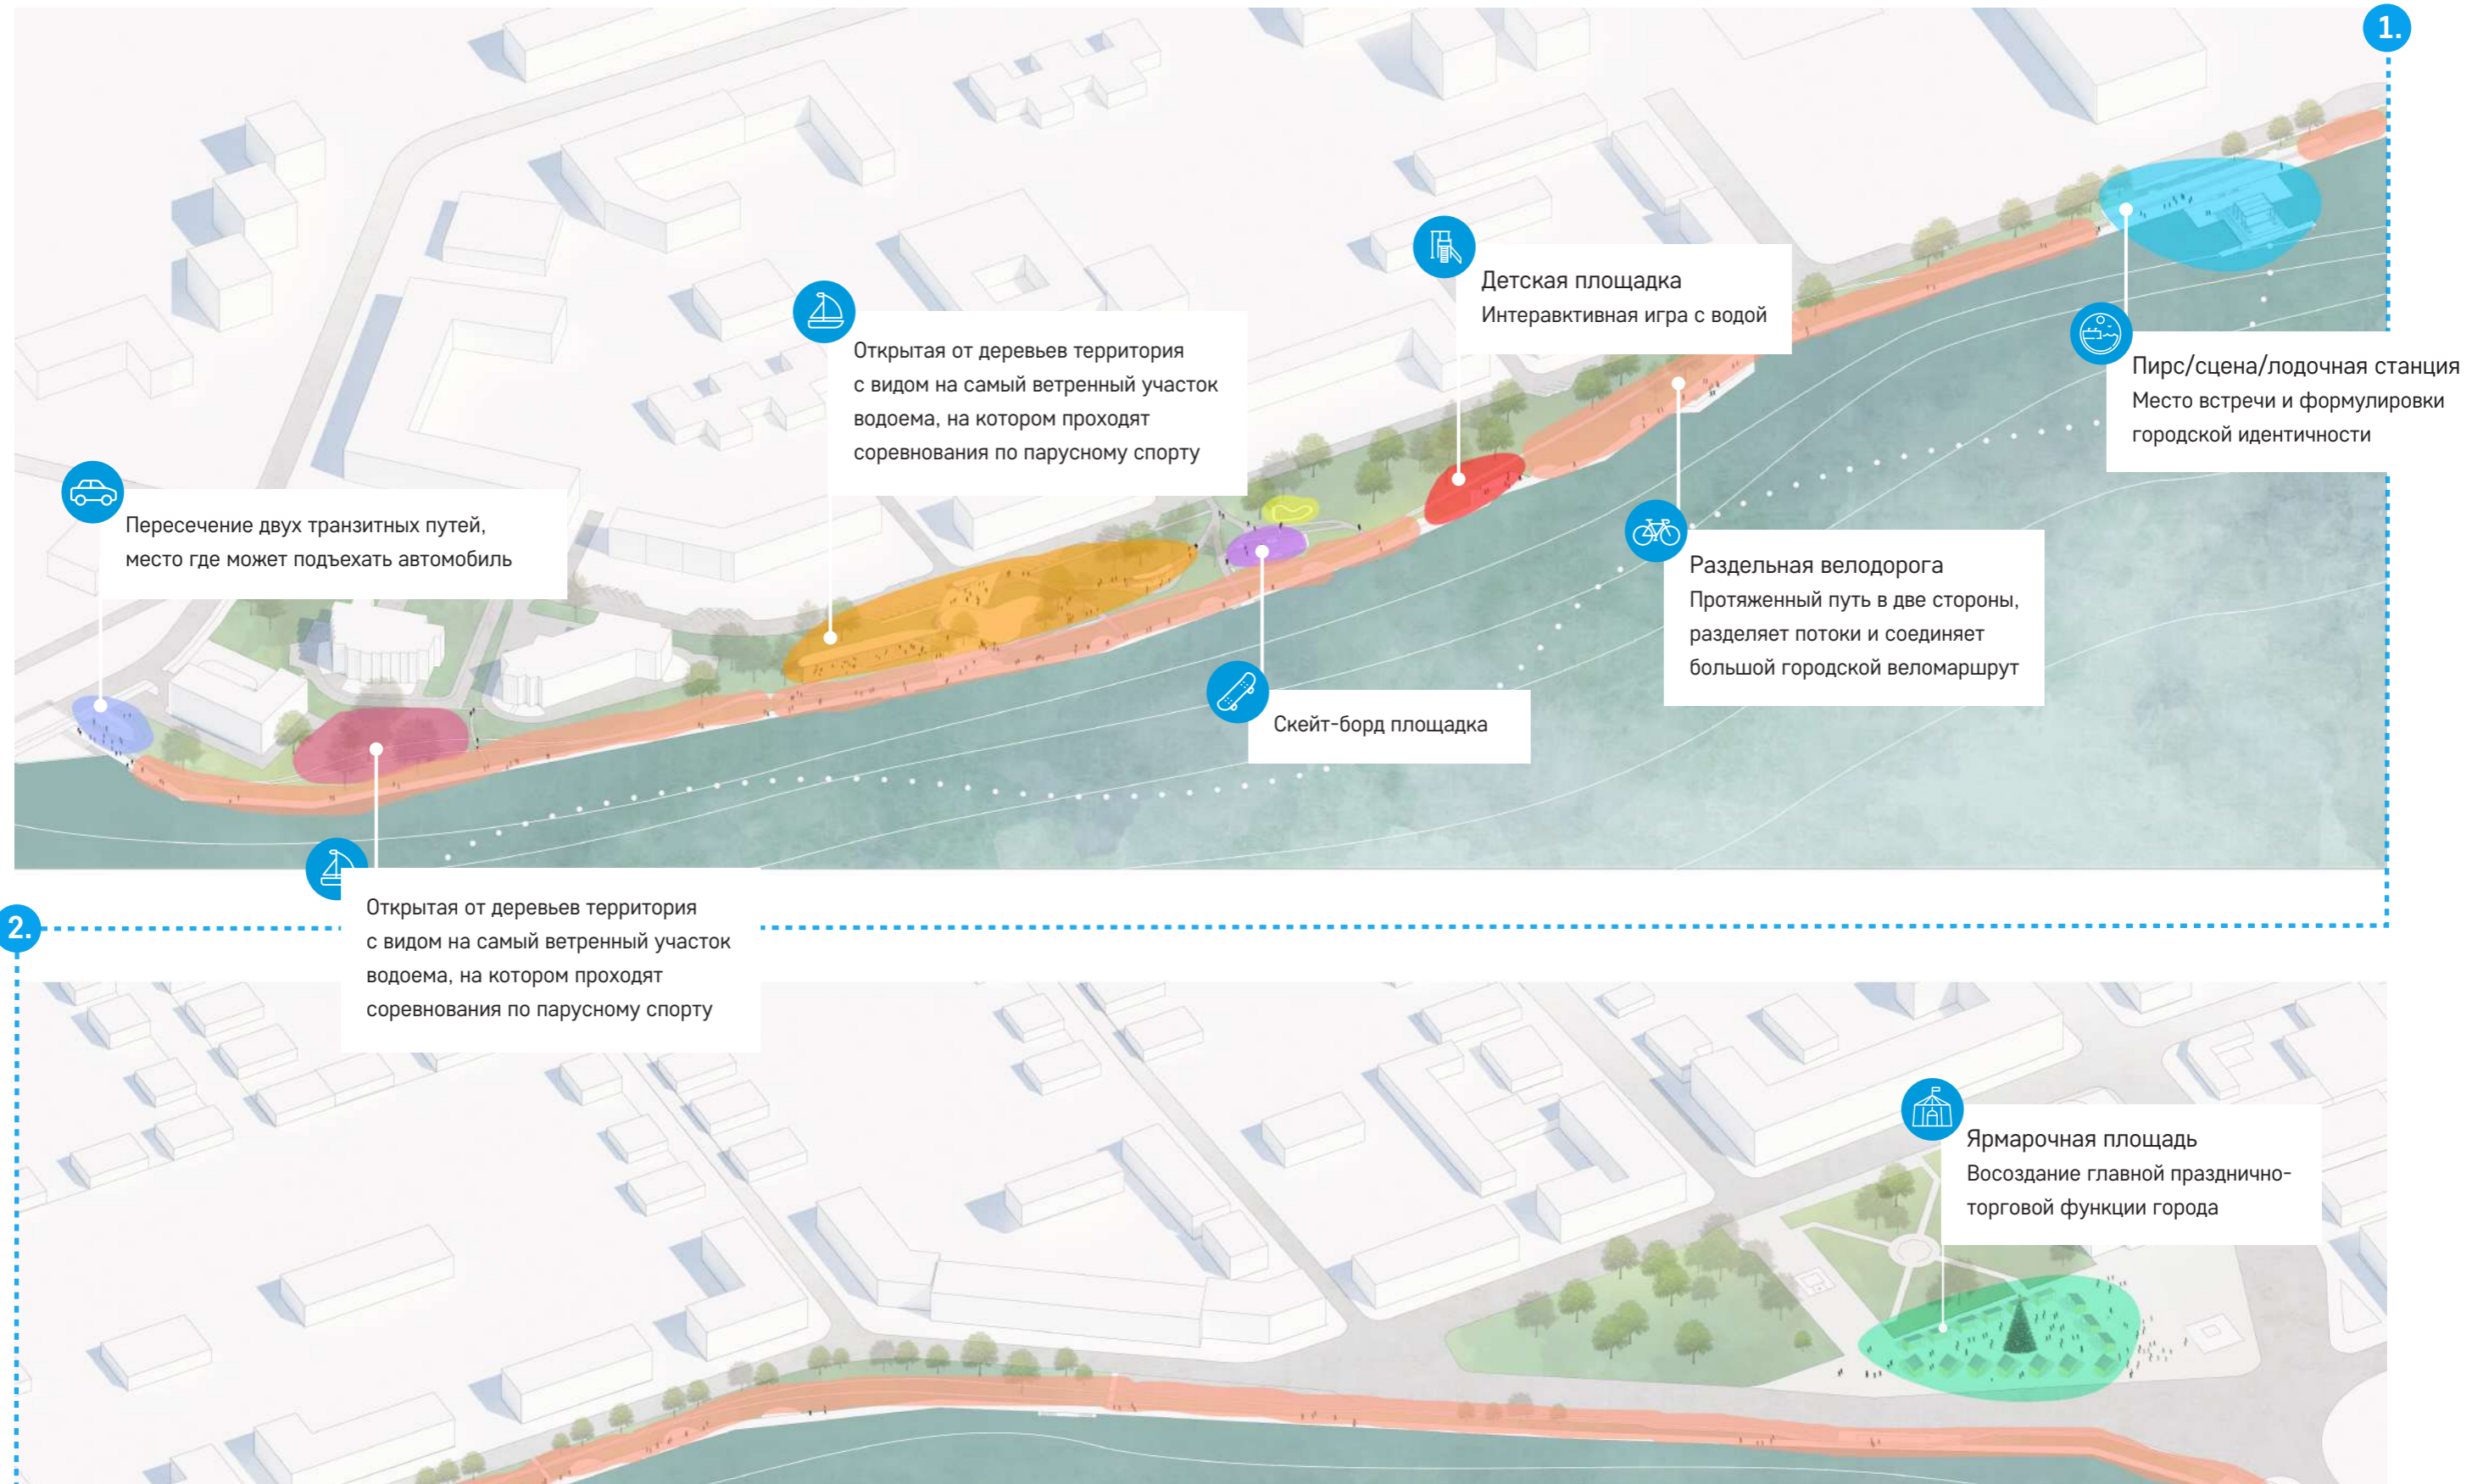 1.
Детская площадка
Интеравктивная игра с водой
Открытая от деревьев территория
с видом на самый ветренный участок
водоема, на котором проходят
соревнования по парусному спорту
Пирс/сцена/лодочная станция
Место встречи и формулировки
городской идентичности
Пересечение двух транзитных путей,
место где может подъехать автомобиль
Раздельная велодорога
Протяженный путь в две стороны,
разделяет потоки и соединяет
большой городской веломаршрут
Скейт-борд площадка
2.
Открытая от деревьев территория
с видом на самый ветренный участок
водоема, на котором проходят
соревнования по парусному спорту
Ярмарочная площадь
Восоздание главной празднично-
торговой функции города